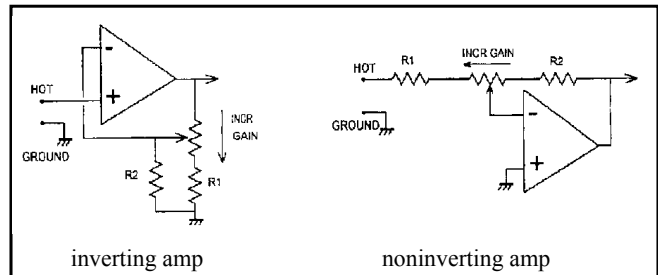 HOT
GROUND
-
+
INCR
GAIN
R2
R1
inverting amp
HOT
GROUND
R1
INCR GAIN
R2
-
+
noninverting amp